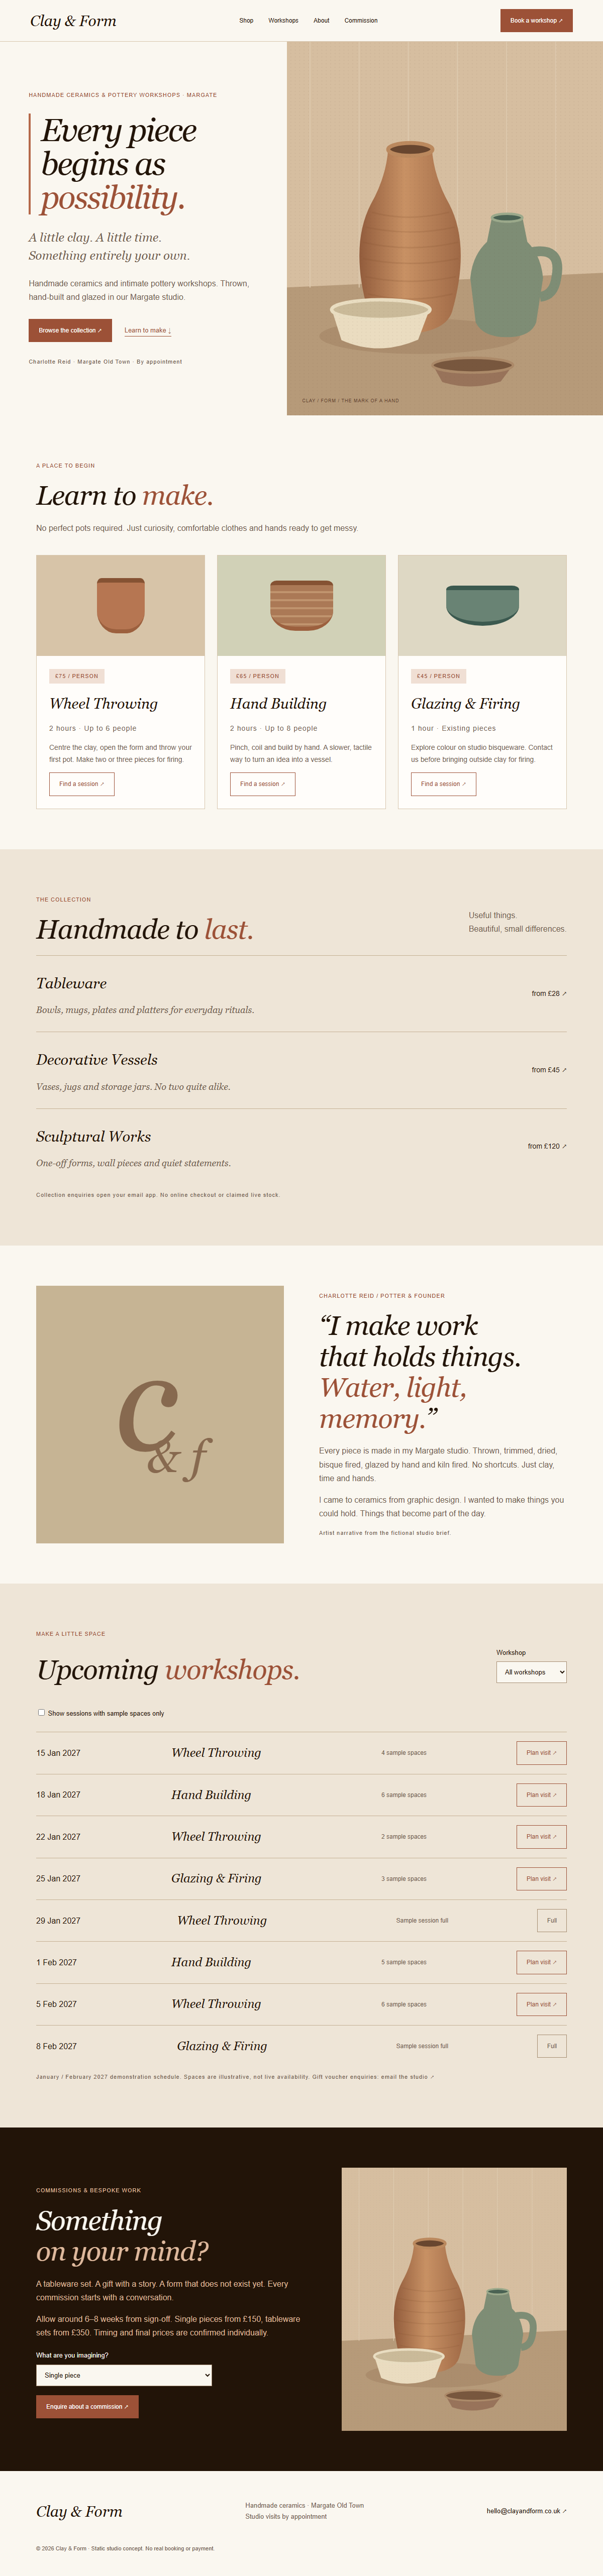 Clay & Form
Shop
Workshops
About
Commission
Book a workshop ↗
HANDMADE CERAMICS & POTTERY WORKSHOPS · MARGATE
Every piece
begins as
possibility.
A little clay. A little time.
Something entirely your own.
Handmade ceramics and intimate pottery workshops. Thrown,
hand-built and glazed in our Margate studio.
Browse the collection ↗
Learn to make ↓
Charlotte Reid · Margate Old Town · By appointment
CLAY / FORM / THE MARK OF A HAND
A PLACE TO BEGIN
Learn to make.
No perfect pots required. Just curiosity, comfortable clothes and hands ready to get messy.
£75 / PERSON
Wheel Throwing
2 hours · Up to 6 people
Centre the clay, open the form and throw your
first pot. Make two or three pieces for firing.
Find a session ↗
£65 / PERSON
Hand Building
2 hours · Up to 8 people
Pinch, coil and build by hand. A slower, tactile
way to turn an idea into a vessel.
Find a session ↗
£45 / PERSON
Glazing & Firing
1 hour · Existing pieces
Explore colour on studio bisqueware. Contact
us before bringing outside clay for firing.
Find a session ↗
THE COLLECTION
Handmade to last.
Useful things.
Beautiful, small differences.
Tableware
Bowls, mugs, plates and platters for everyday rituals.
from £28 ↗
Decorative Vessels
Vases, jugs and storage jars. No two quite alike.
from £45 ↗
Sculptural Works
One-off forms, wall pieces and quiet statements.
from £120 ↗
Collection enquiries open your email app. No online checkout or claimed live stock.
c
& f
CHARLOTTE REID / POTTER & FOUNDER
“I make work
that holds things.
Water, light,
memory.”
Every piece is made in my Margate studio. Thrown, trimmed, dried,
bisque fired, glazed by hand and kiln fired. No shortcuts. Just clay,
time and hands.
I came to ceramics from graphic design. I wanted to make things you
could hold. Things that become part of the day.
Artist narrative from the fictional studio brief.
MAKE A LITTLE SPACE
Upcoming workshops.
Workshop
All workshops
Show sessions with sample spaces only
15 Jan 2027
Wheel Throwing
4 sample spaces
Plan visit ↗
18 Jan 2027
Hand Building
6 sample spaces
Plan visit ↗
22 Jan 2027
Wheel Throwing
2 sample spaces
Plan visit ↗
25 Jan 2027
Glazing & Firing
3 sample spaces
Plan visit ↗
29 Jan 2027
Wheel Throwing
Sample session full
Full
1 Feb 2027
Hand Building
5 sample spaces
Plan visit ↗
5 Feb 2027
Wheel Throwing
6 sample spaces
Plan visit ↗
8 Feb 2027
Glazing & Firing
Sample session full
Full
January / February 2027 demonstration schedule. Spaces are illustrative, not live availability. Gift voucher enquiries: email the studio ↗
COMMISSIONS & BESPOKE WORK
Something
on your mind?
A tableware set. A gift with a story. A form that does not exist yet. Every
commission starts with a conversation.
Allow around 6–8 weeks from sign-off. Single pieces from £150, tableware
sets from £350. Timing and final prices are confirmed individually.
What are you imagining?
Single piece
Enquire about a commission ↗
Clay & Form
Handmade ceramics · Margate Old Town
Studio visits by appointment
hello@clayandform.co.uk ↗
© 2026 Clay & Form · Static studio concept. No real booking or payment.